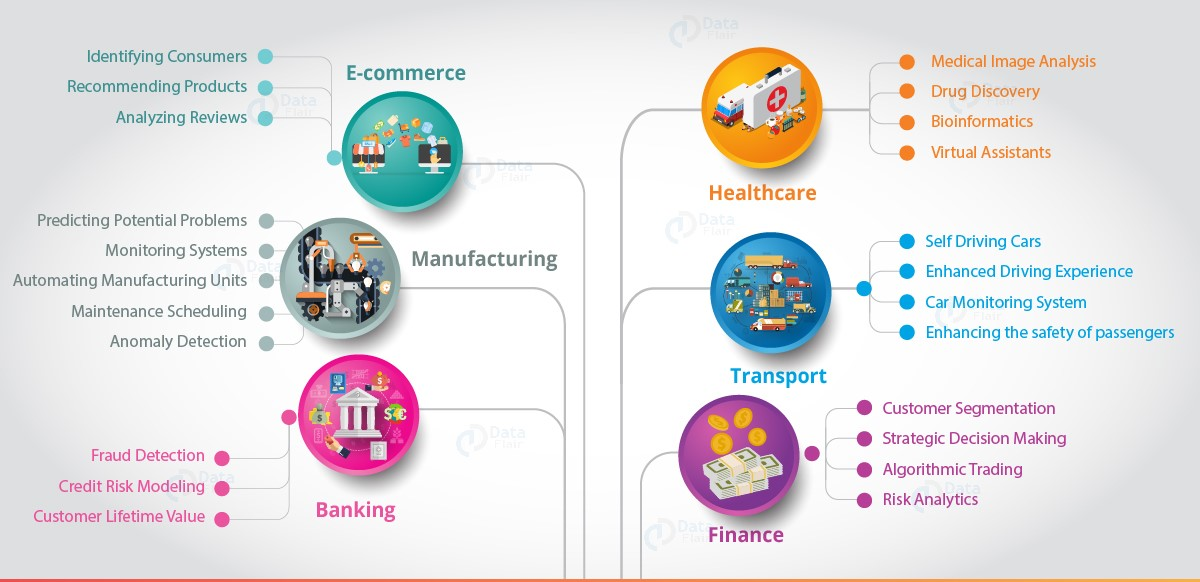 E-commerce
Identifying Consumers
Recommending Products
Analyzing Reviews
Manufacturing
Predicting Potential Problems
Monitoring Systems
Automating Manufacturing Units
Maintenance Scheduling
Anomaly Detection
Banking
Fraud Detection
Credit Risk Modeling
Customer Lifetime Value
Healthcare
Medical Image Analysis
Drug Discovery
Bioinformatics
Virtual Assistants
Transport
Self Driving Cars
Enhanced Driving Experience
Car Monitoring System
Enhancing the safety of passengers
Finance
Customer Segmentation
Strategic Decision Making
Algorithmic Trading
Risk Analytics
Data
Flair